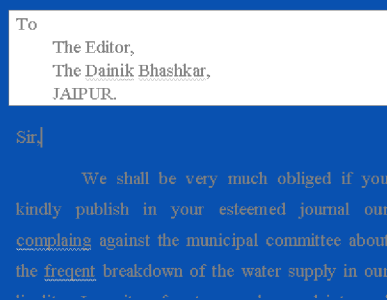 To
The Editor,
The Dainik Bhashkar,
JAIPUR.
Sir,
We shall be very much obliged if you
kindly publish in your esteemed journal our
complaing against the municipal committee about
the freqent breakdown of the water supply in our